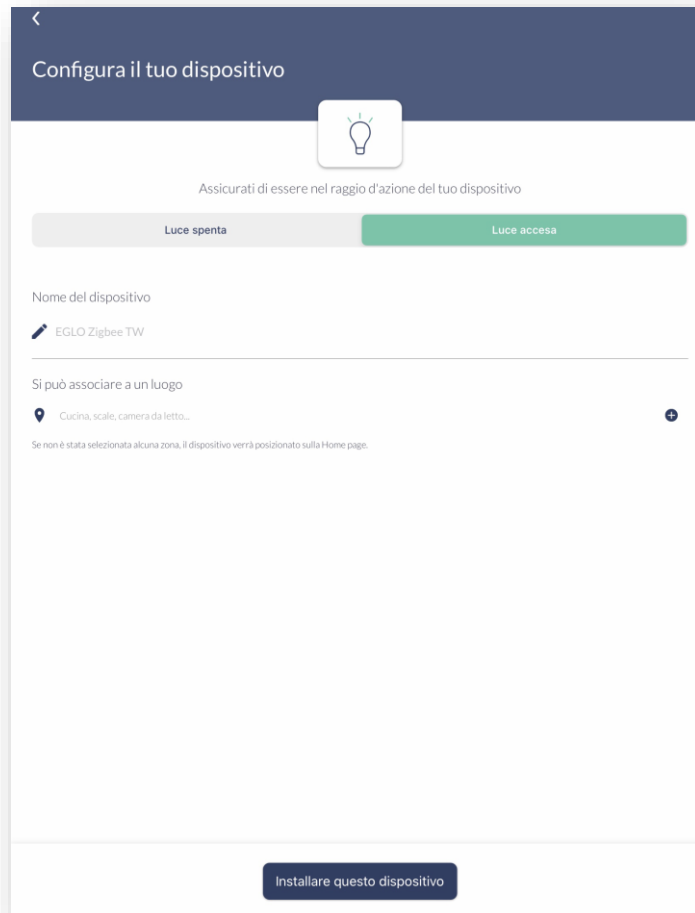 Configura il tuo dispositivo
Assicurati di essere nel raggio d'azione del tuo dispositivo
Luce spenta
Luce accesa
Nome del dispositivo
EGLO Zigbee TW
Si può associare a un luogo
Cucina, scale, camera da letto...
Se non è stata selezionata alcuna zona, il dispositivo verrà posizionato sulla Home page.
Installare questo dispositivo